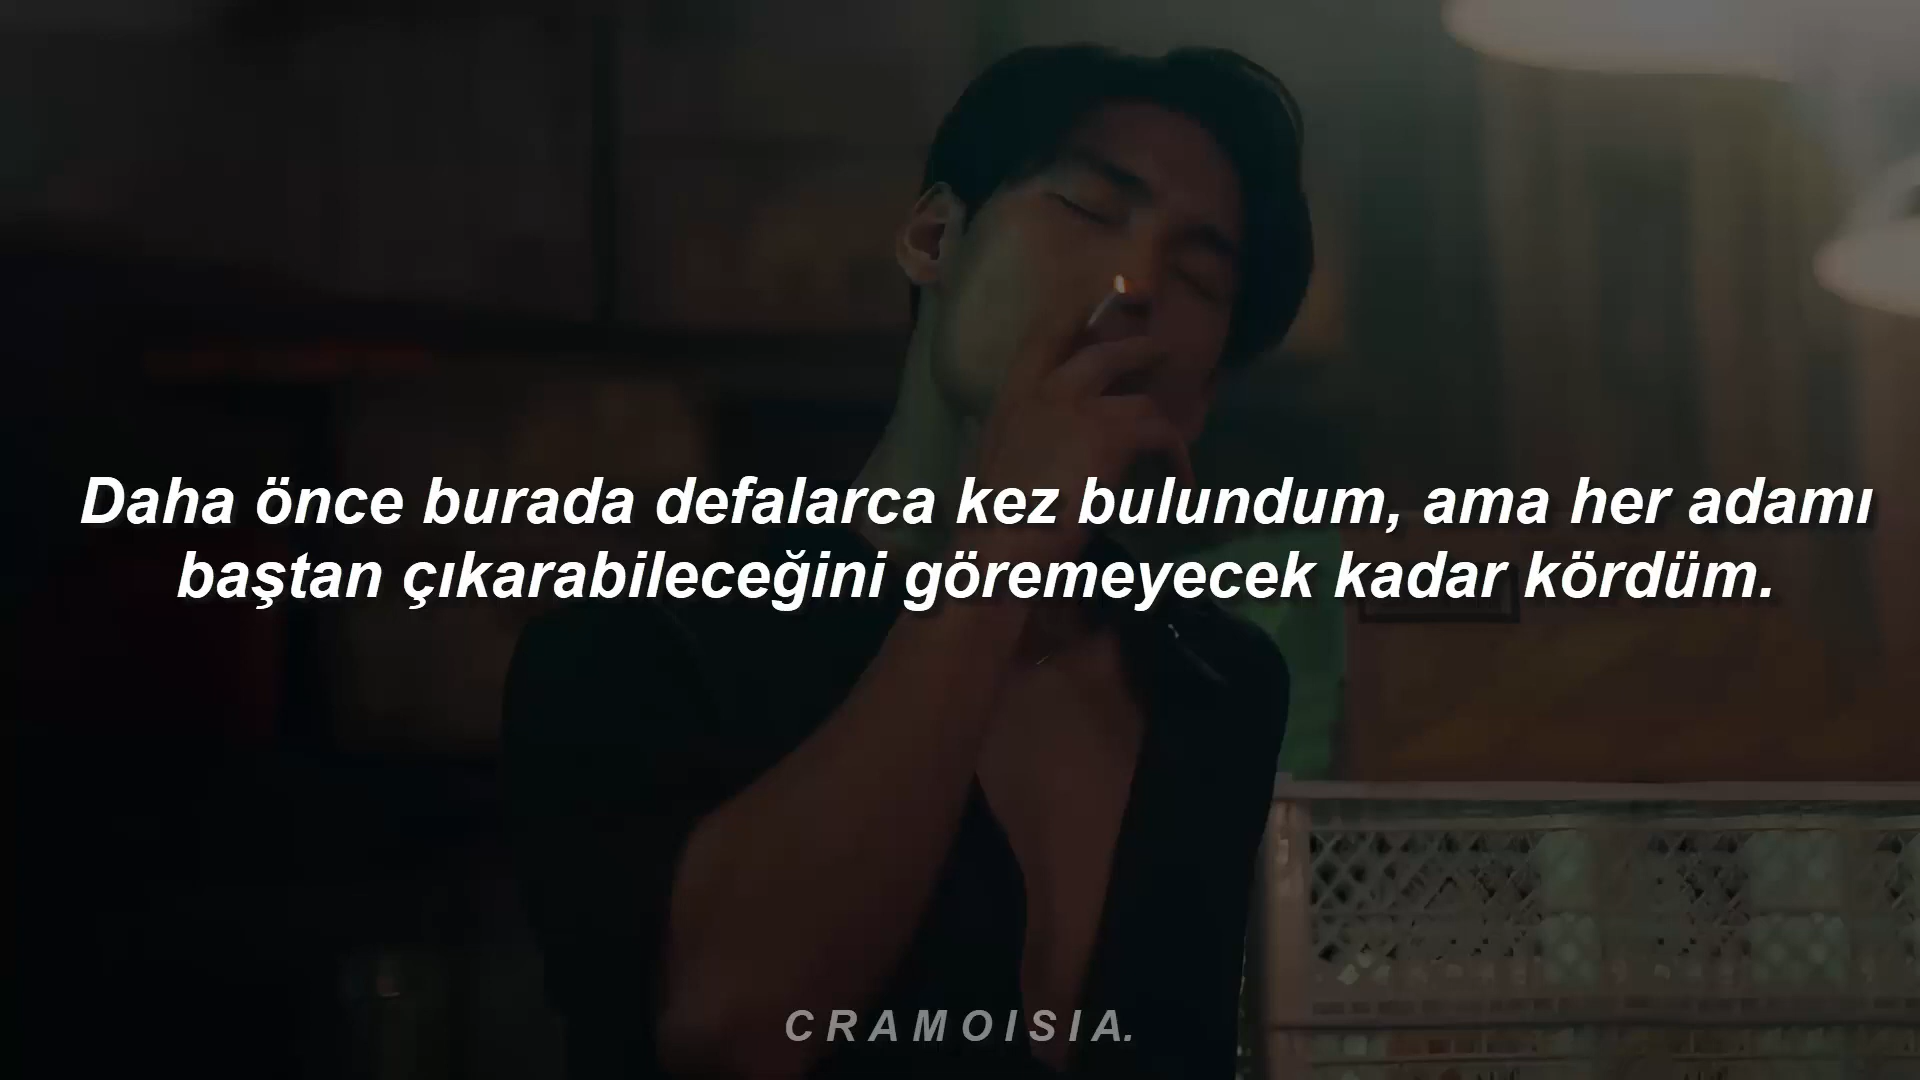 Daha önce burada defalarca kez bulundum, ama her adamı
baştan çıkarabileceğini göremeyecek kadar kördüm.
CRAMOISIA.